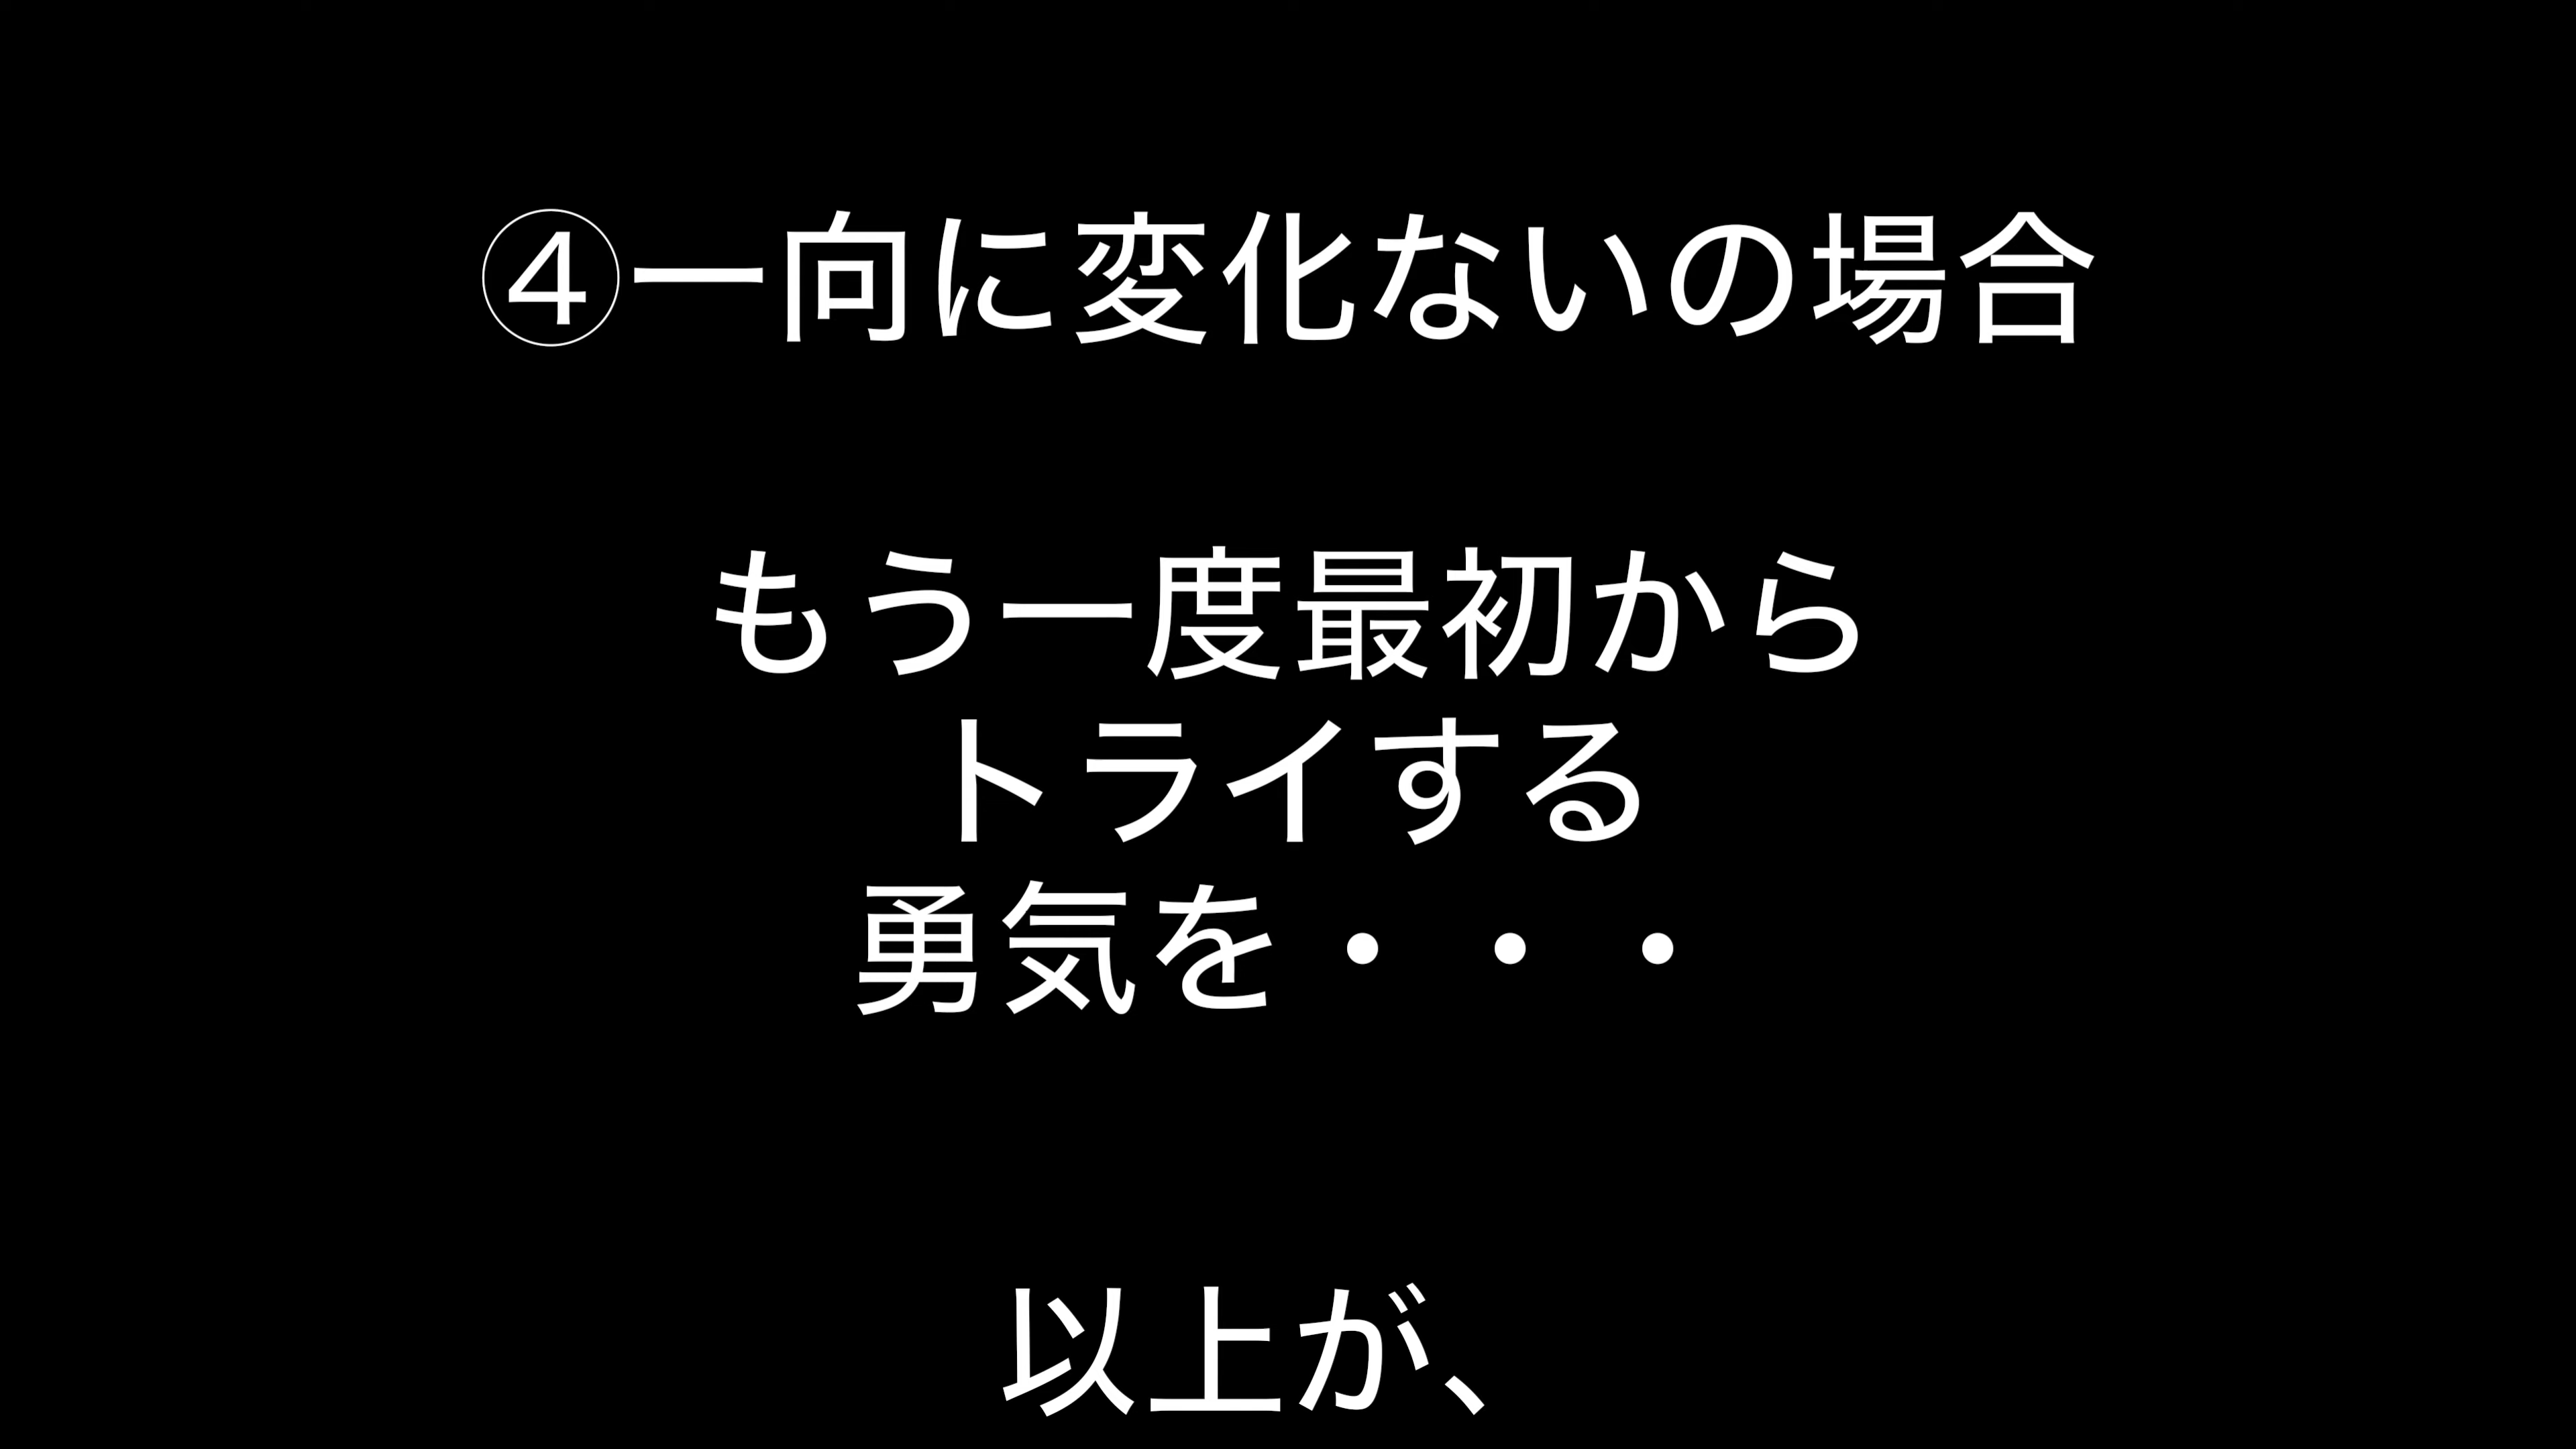 ④一向に変化ないの場合
もう一度最初から
トライする
勇気を・・・
以上が、